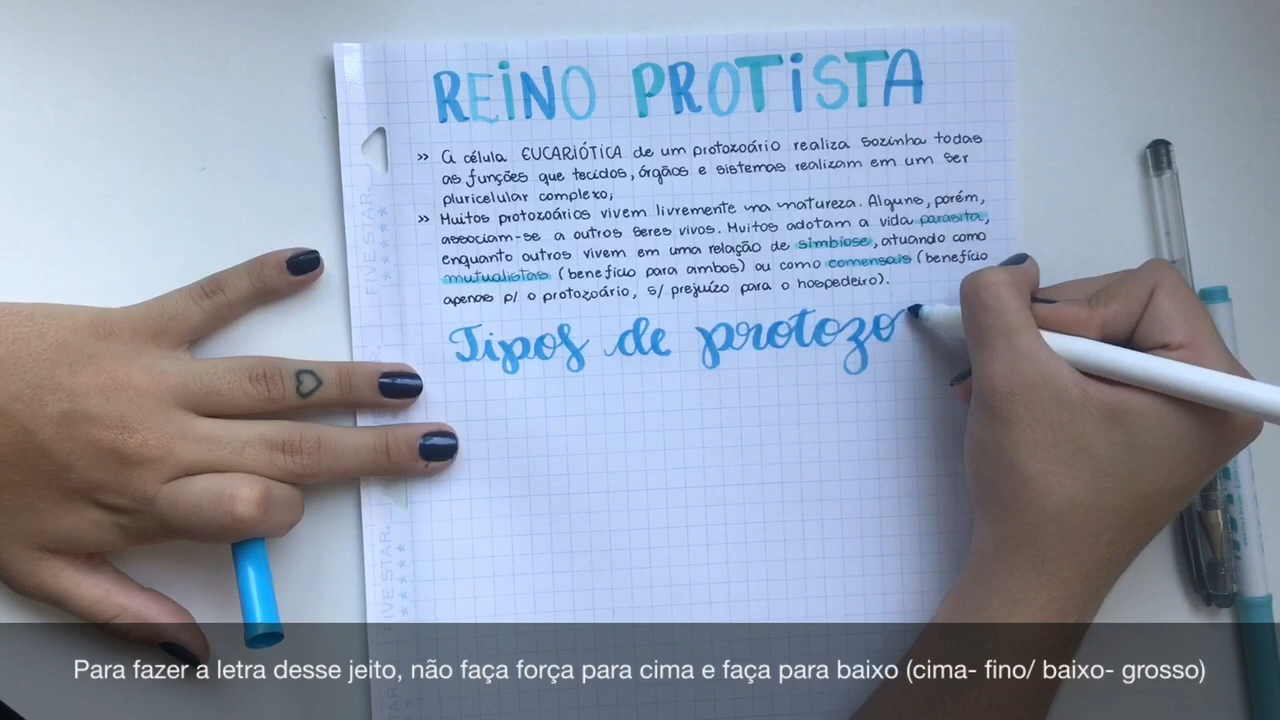 REINO PROTISTA
>> A célula EUCARIÓTICA de um protozoário realiza sozinha todas
as funções que tecidos, órgãos e sistemas realizam em um ser
pluricelular complexo;
>> Muitos protozoários vivem livremente na natureza. Alguns, porém,
associam-se a outros seres vivos. Muitos adotam a vida parasita,
enquanto outros vivem em uma relação de simbiose, atuando como
mutualistas (benefício para ambos) ou como comensais (benefício
apenas p/ o protozoário, s/ prejuízo para o hospedeiro).
Tipos de protozo
FIVE STAR.
FIVE STAR.
Para fazer a letra desse jeito, não faça força para cima e faça para baixo (cima- fino/ baixo- grosso)